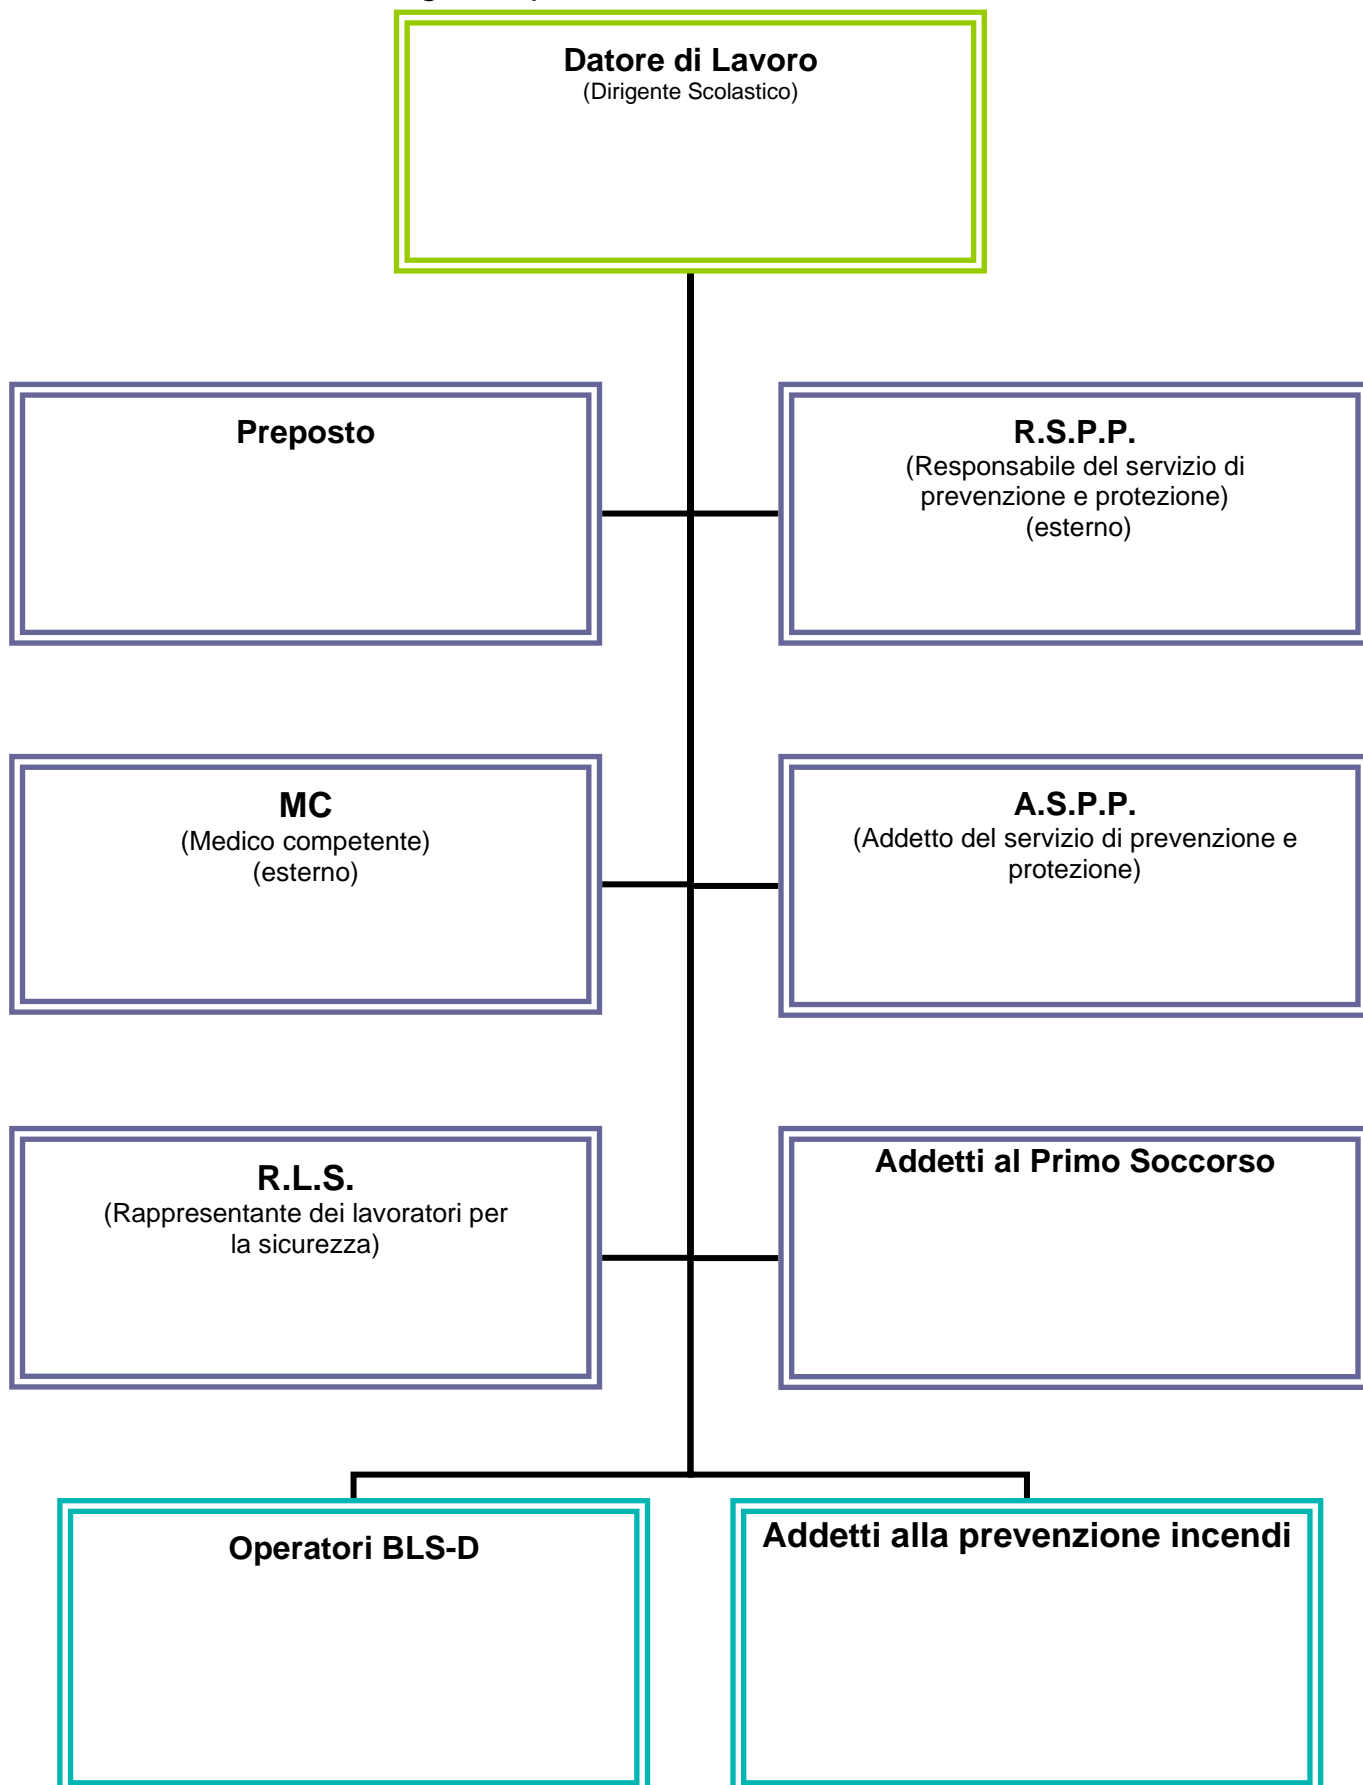 Datore di Lavoro
(Dirigente Scolastico)
Preposto
R.S.P.P.
(Responsabile del servizio di
prevenzione e protezione)
(esterno)
MC
(Medico competente)
(esterno)
A.S.P.P.
(Addetto del servizio di prevenzione e
protezione)
R.L.S.
(Rappresentante dei lavoratori per
la sicurezza)
Addetti al Primo Soccorso
Operatori BLS-D
Addetti alla prevenzione incendi